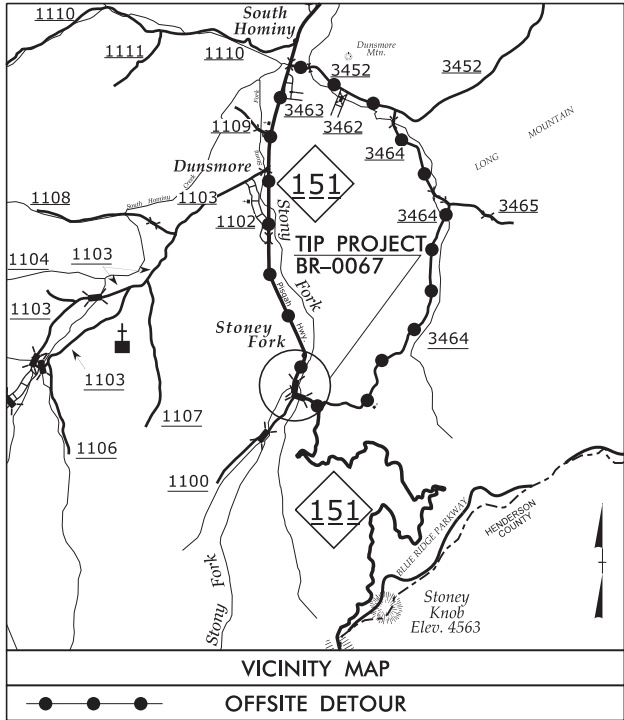 1110
South
Hominy
1111
1110
Dunsmore
Mtn.
3452
3452
3463
3462
Fork
1109
Stony
3464
LONG MOUNTAIN
Dunsmore
Creek
151
1108
South Hominy
1103
3464
3465
1102
Stony
Fork
TIP PROJECT
BR-0067
1104
1103
Pisgah
Hwy.
1103
Stoney
Fork
3464
1103
1107
1106
1100
151
BLUE RIDGE PARKWAY
HENDERSON
COUNTY
Stony Fork
Stoney
Knob
Elev. 4563
VICINITY MAP
OFFSITE DETOUR